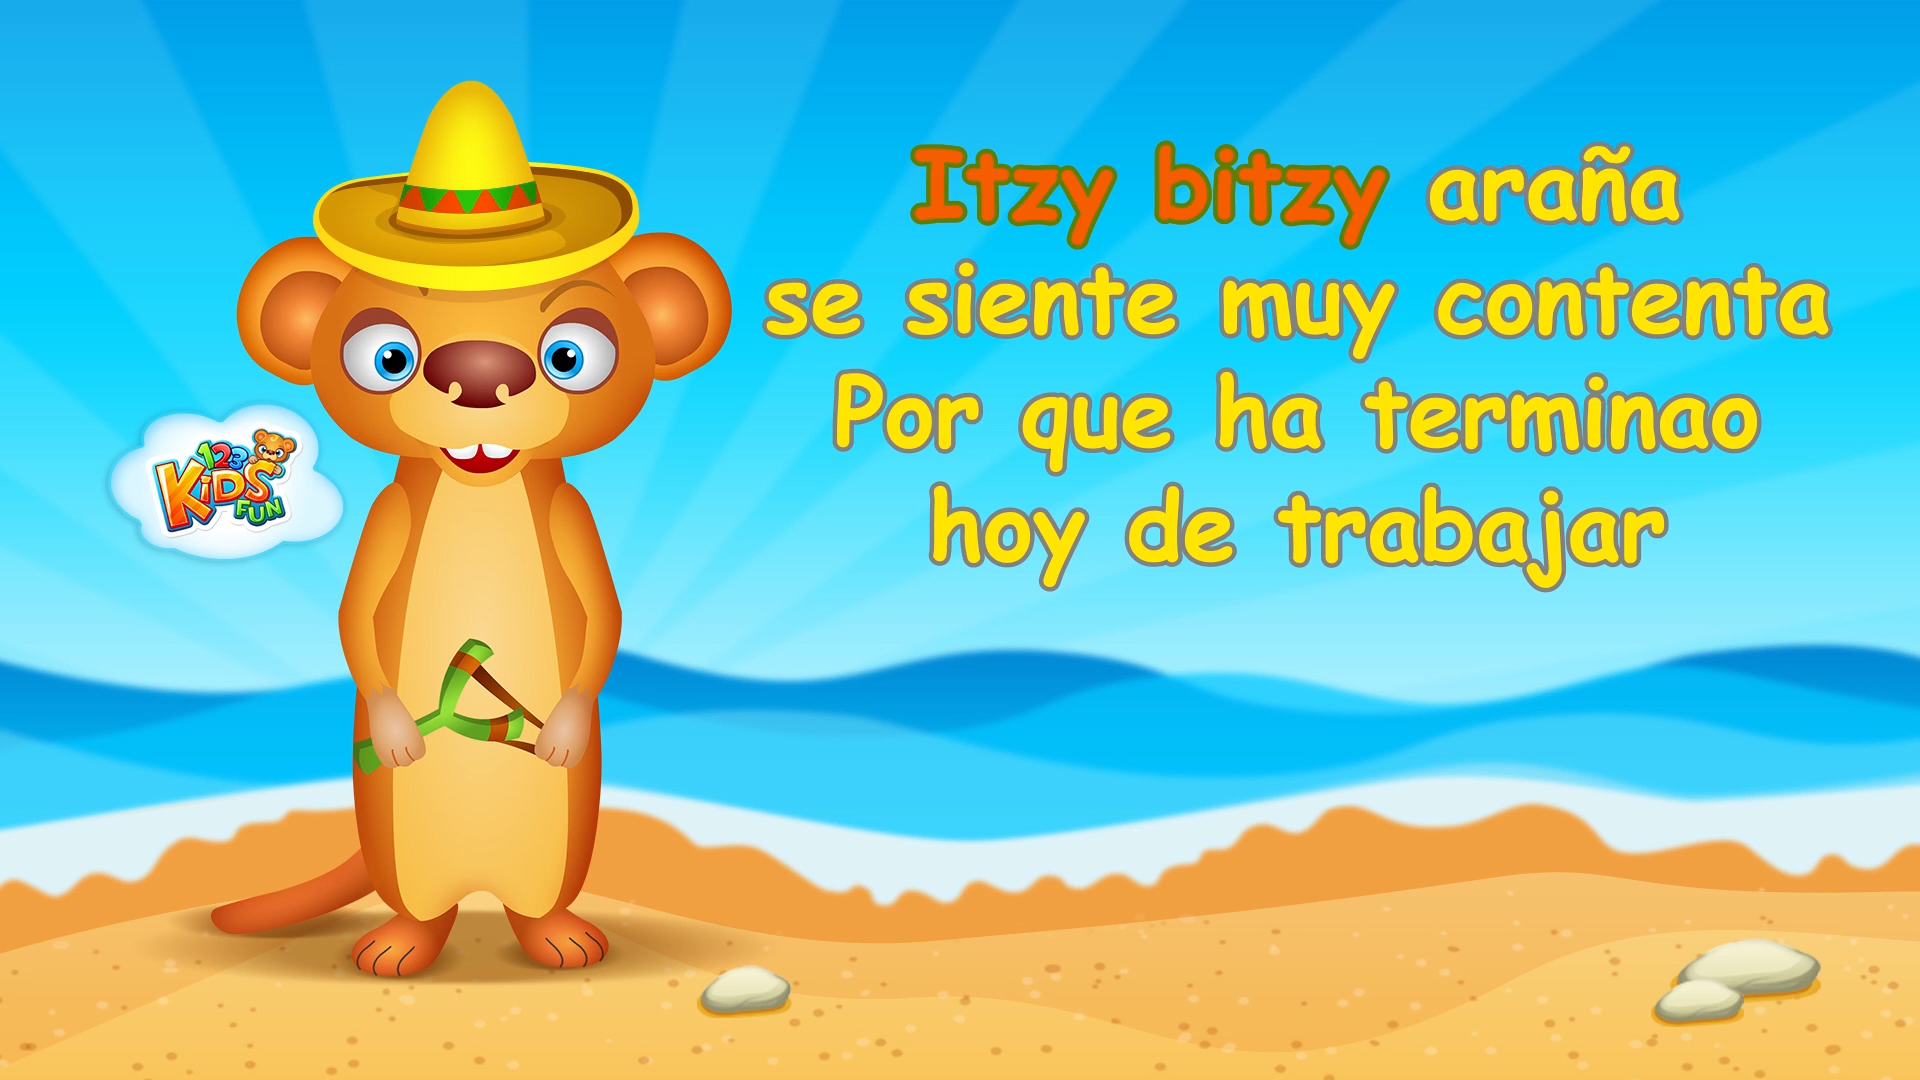 Itzy bitzy araña
se siente muy contenta
Por que ha terminao
hoy de trabajar
123
KiDS
FUN